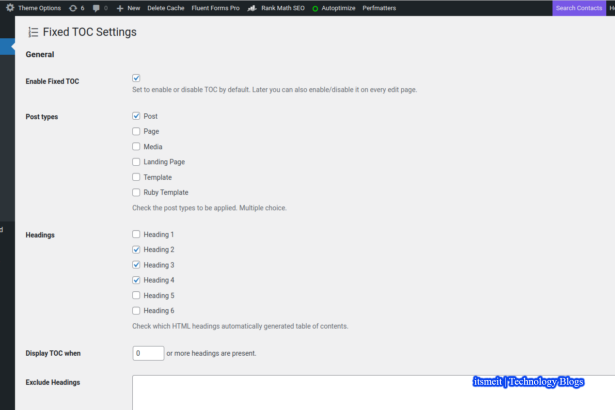 Theme Options 6 0 New Delete Cache Fluent Forms Pro Rank Math SEO Autoptimize Perfmatters Search Contacts
Fixed TOC Settings
General
Enable Fixed TOC
Set to enable or disable TOC by default. Later you can also enable/disable it on every edit page.
Post types
Post
Page
Media
Landing Page
Template
Ruby Template
Check the post types to be applied. Multiple choice.
Headings
Heading 1
Heading 2
Heading 3
Heading 4
Heading 5
Heading 6
Check which HTML headings automatically generated table of contents.
Display TOC when 0 or more headings are present.
Exclude Headings
itsmeit | Technology Blogs